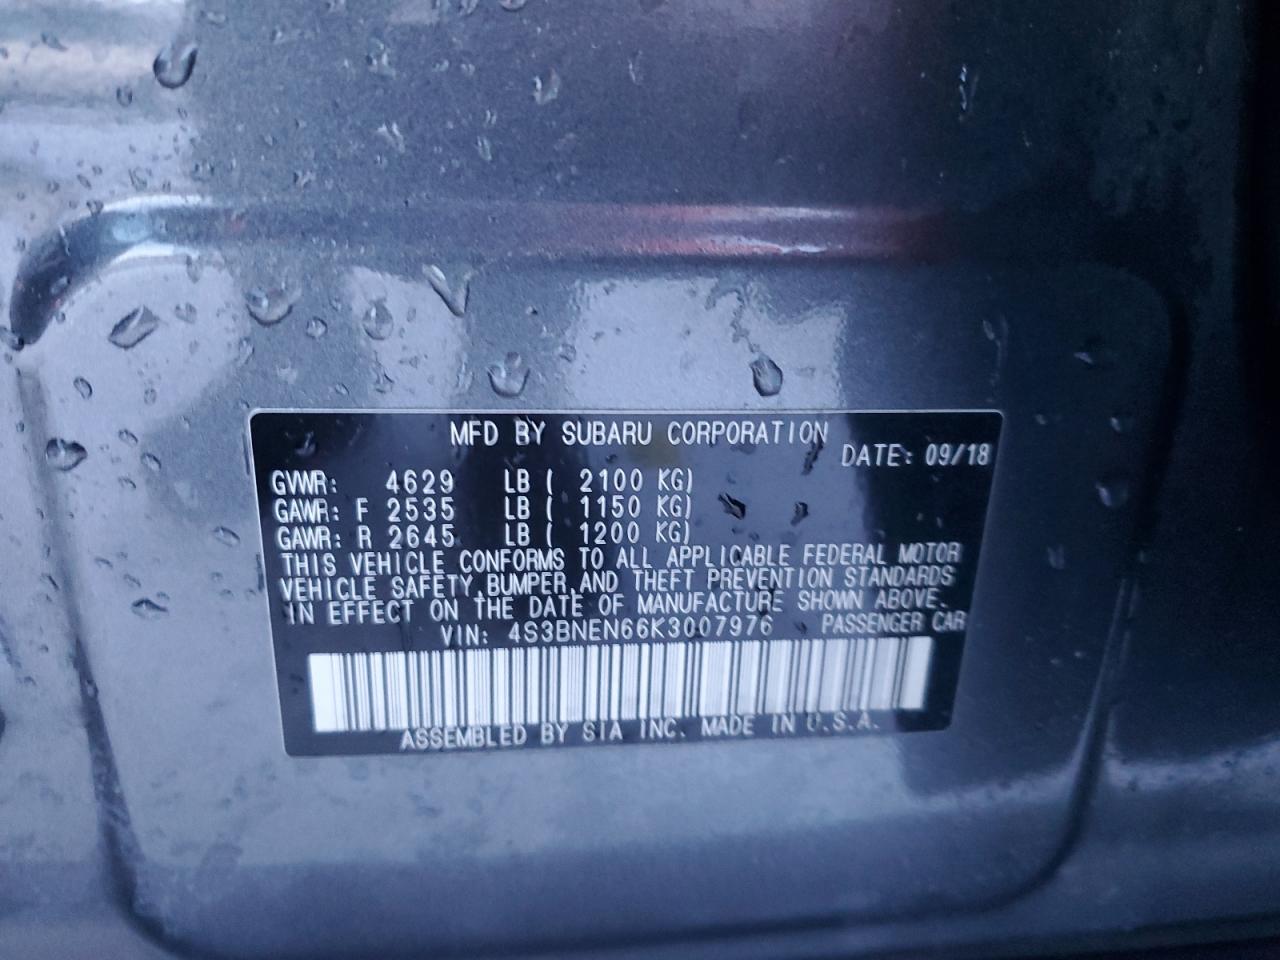 MFD BY SUBARU CORPORATION
DATE: 09/18
GVWR: 4629 LB ( 2100 KG)
GAWR: F 2535 LB ( 1150 KG)
GAWR: R 2645 LB ( 1200 KG)
THIS VEHICLE CONFORMS TO ALL APPLICABLE FEDERAL MOTOR
VEHICLE SAFETY,BUMPER,AND THEFT PREVENTION STANDARDS
IN EFFECT ON THE DATE OF MANUFACTURE SHOWN ABOVE.
VIN: 4S3BNEN66K3007976 PASSENGER CAR
ASSEMBLED BY SIA INC. MADE IN U.S.A.